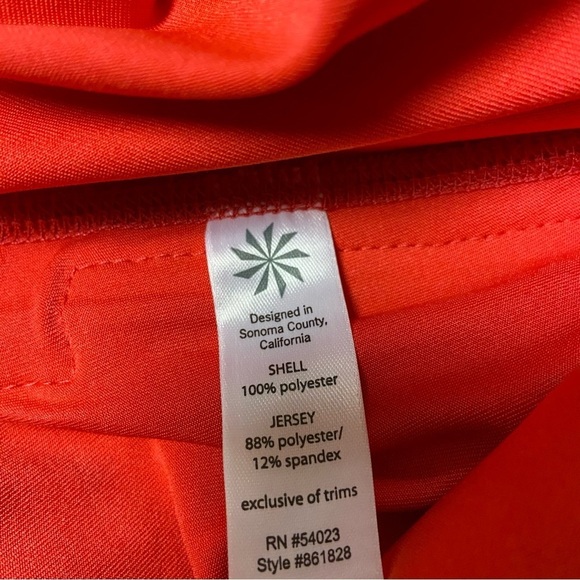 Designed in
Sonoma County,
California
SHELL
100% polyester
JERSEY
88% polyester/
12% spandex
exclusive of trims
RN #54023
Style #861828